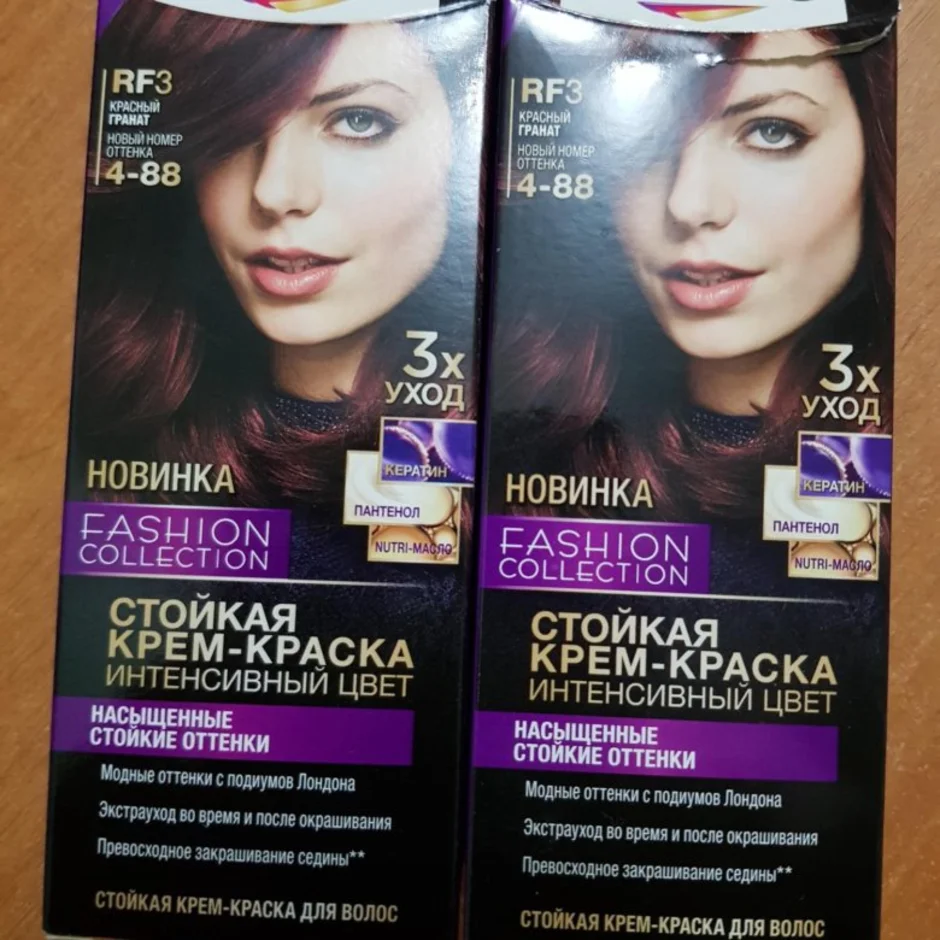 RF3
КРАСНЫЙ
ГРАНАТ
НОВЫЙ НОМЕР
ОТТЕНКА
4-88
3x
УХОД
КЕРАТИН
ПАНТЕНОЛ
NUTRI-МАСЛО
НОВИНКА
FASHION
COLLECTION
СТОЙКАЯ
КРЕМ-КРАСКА
ИНТЕНСИВНЫЙ ЦВЕТ
НАСЫЩЕННЫЕ
СТОЙКИЕ ОТТЕНКИ
Модные оттенки с подиумов Лондона
Экстрауход во время и после окрашивания
Превосходное закрашивание седины**
СТОЙКАЯ КРЕМ-КРАСКА ДЛЯ ВОЛОС
RF3
КРАСНЫЙ
ГРАНАТ
НОВЫЙ НОМЕР
ОТТЕНКА
4-88
3x
УХОД
КЕРАТИН
ПАНТЕНОЛ
NUTRI-МАСЛО
НОВИНКА
FASHION
COLLECTION
СТОЙКАЯ
КРЕМ-КРАСКА
ИНТЕНСИВНЫЙ ЦВЕТ
НАСЫЩЕННЫЕ
СТОЙКИЕ ОТТЕНКИ
Модные оттенки с подиумов Лондона
Экстрауход во время и после окрашивания
Превосходное закрашивание седины**
СТОЙКАЯ КРЕМ-КРАСКА ДЛЯ ВОЛОС